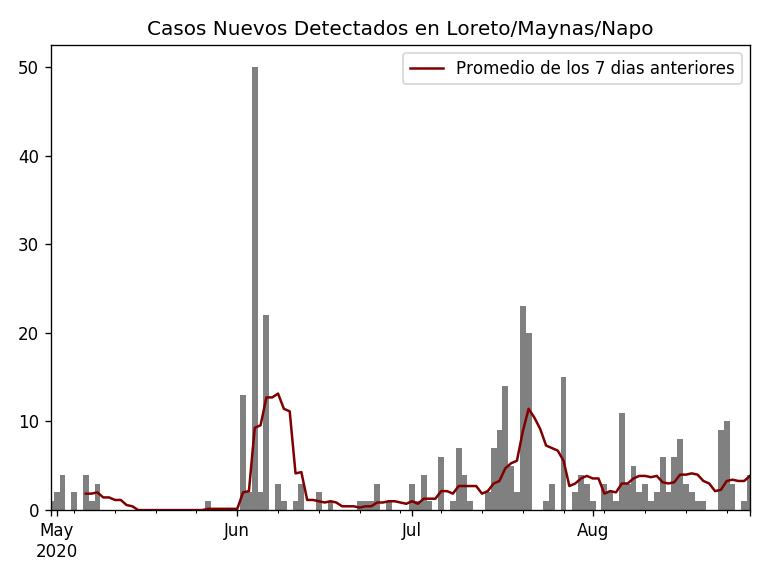 Casos Nuevos Detectados en Loreto/Maynas/Napo
Promedio de los 7 dias anteriores
50
40
30
20
10
0
May Jun Jul Aug
2020